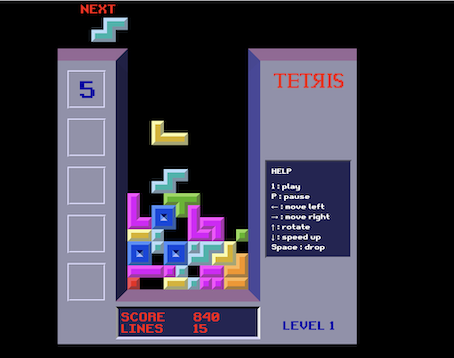 NEXT
5
TETЯIS
HELP
1 : play
P : pause
← : move left
→ : move right
↑ : rotate
↓ : speed up
Space : drop
SCORE 840
LINES 15
LEVEL 1